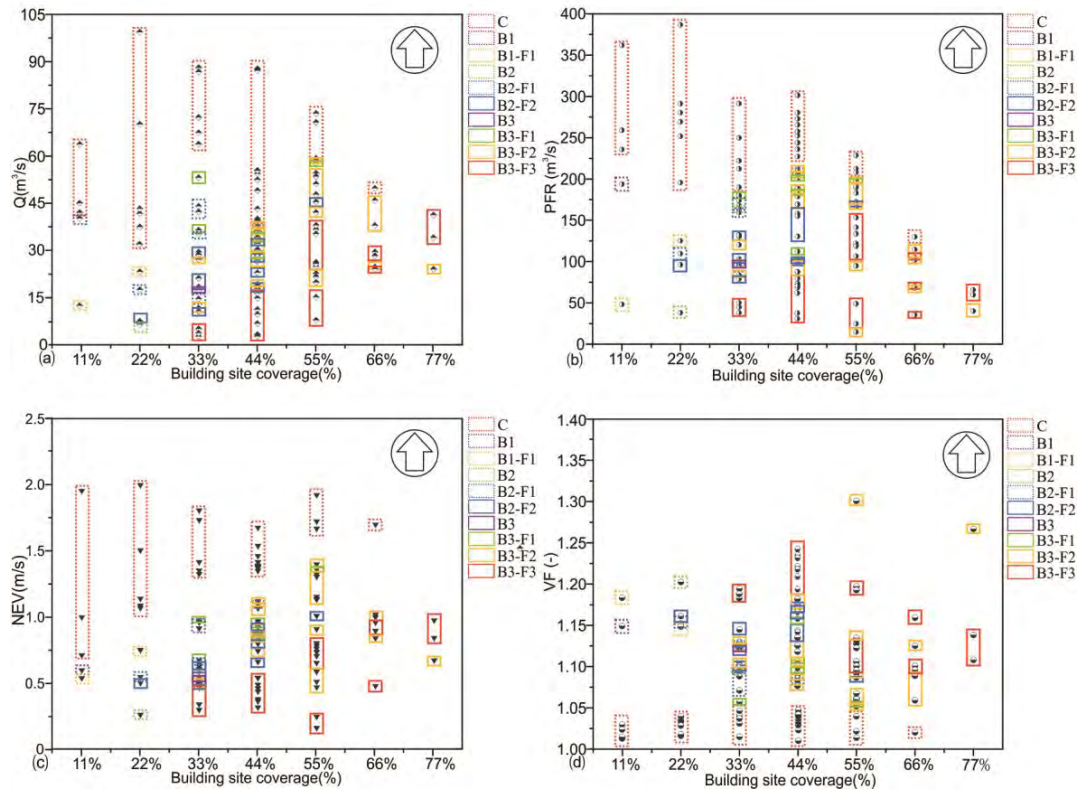 Q(m³/s)
105
90
75
60
45
30
15
0
(a)
11%
22%
33%
44%
55%
66%
77%
Building site coverage(%)
C
B1
B1-F1
B2
B2-F1
B2-F2
B3
B3-F1
B3-F2
B3-F3
PFR (m³/s)
400
350
300
250
200
150
100
50
0
(b)
11%
22%
33%
44%
55%
66%
77%
Building site coverage(%)
C
B1
B1-F1
B2
B2-F1
B2-F2
B3
B3-F1
B3-F2
B3-F3
NEV(m/s)
2.5
2.0
1.5
1.0
0.5
0
(c)
11%
22%
33%
44%
55%
66%
77%
Building site coverage(%)
C
B1
B1-F1
B2
B2-F1
B2-F2
B3
B3-F1
B3-F2
B3-F3
VF (-)
1.40
1.35
1.30
1.25
1.20
1.15
1.10
1.05
1.00
(d)
11%
22%
33%
44%
55%
66%
77%
Building site coverage(%)
C
B1
B1-F1
B2
B2-F1
B2-F2
B3
B3-F1
B3-F2
B3-F3